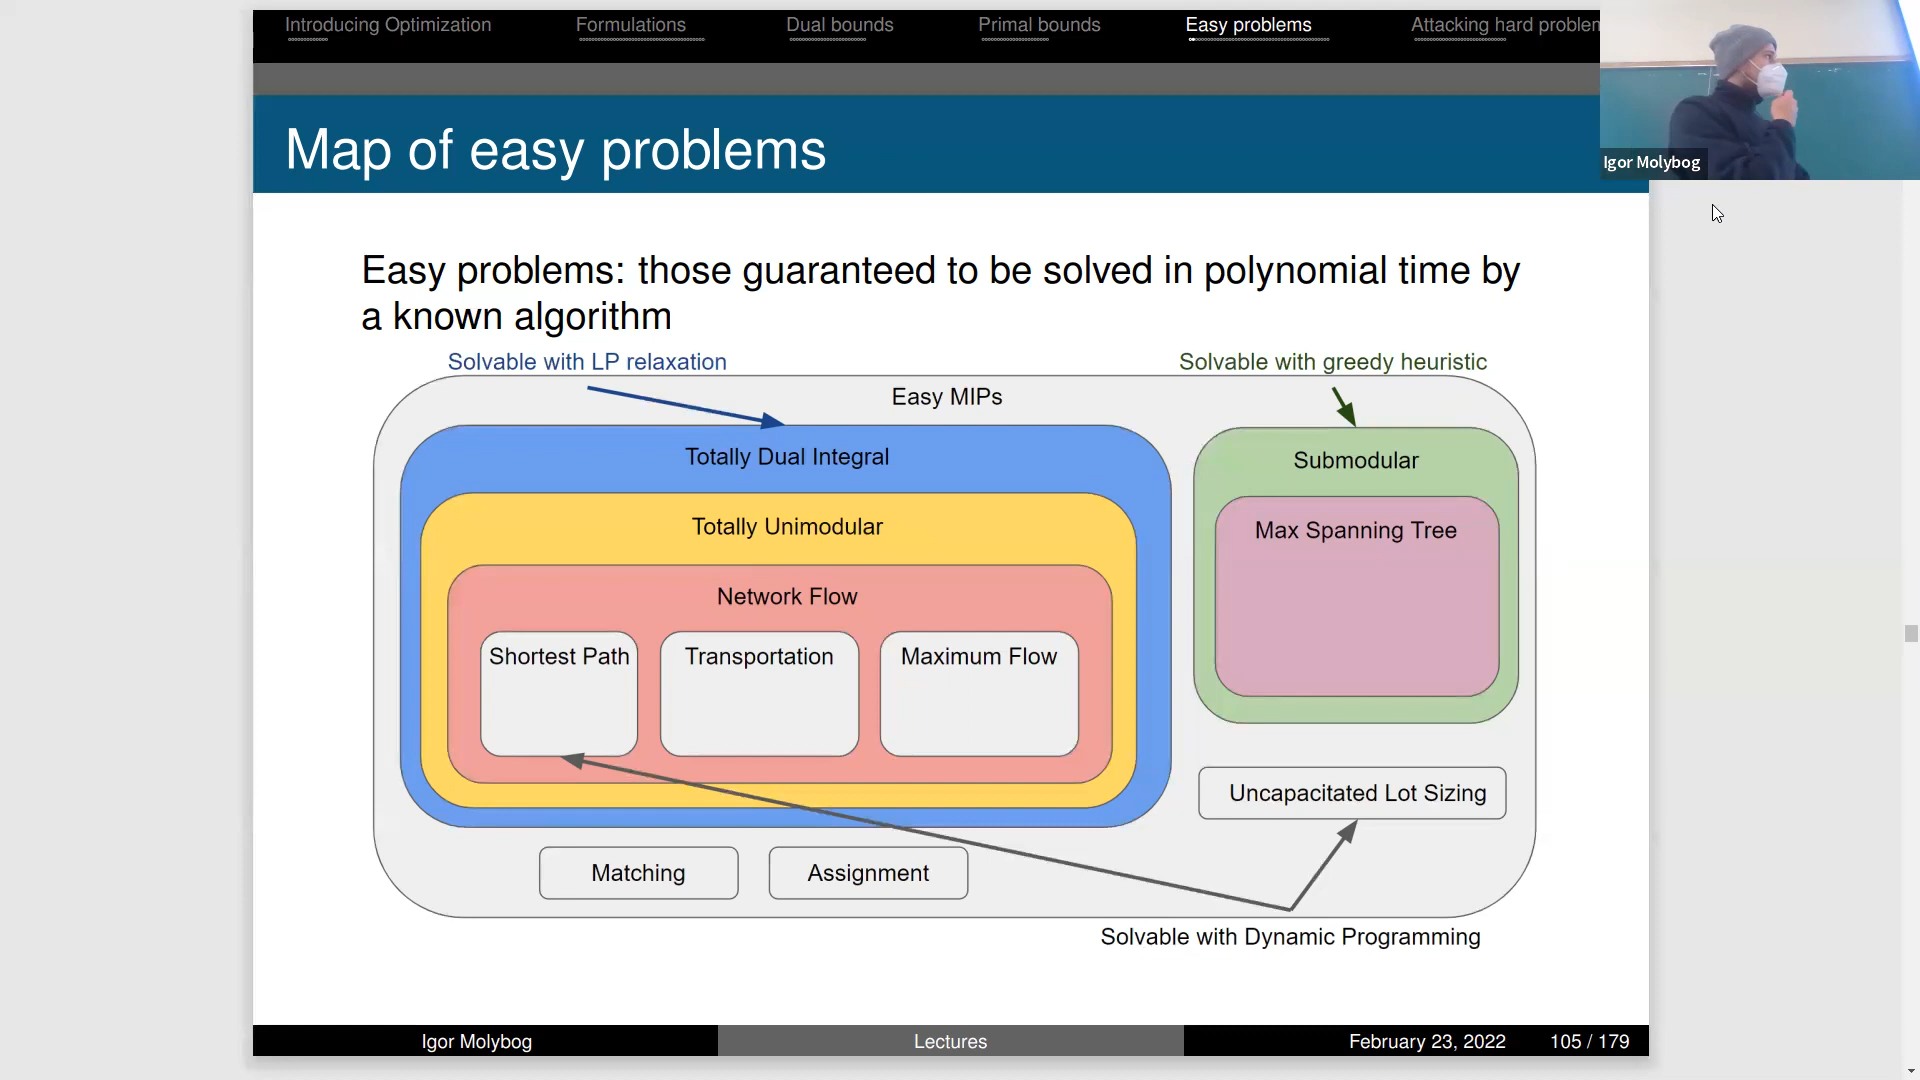 Introducing Optimization Formulations Dual bounds Primal bounds Easy problems Attacking hard problem
Map of easy problems
Igor Molybog
Easy problems: those guaranteed to be solved in polynomial time by
a known algorithm
Solvable with LP relaxation
Solvable with greedy heuristic
Easy MIPs
Totally Dual Integral
Submodular
Totally Unimodular
Max Spanning Tree
Network Flow
Shortest Path
Transportation
Maximum Flow
Uncapacitated Lot Sizing
Matching
Assignment
Solvable with Dynamic Programming
Igor Molybog Lectures February 23, 2022 105 / 179